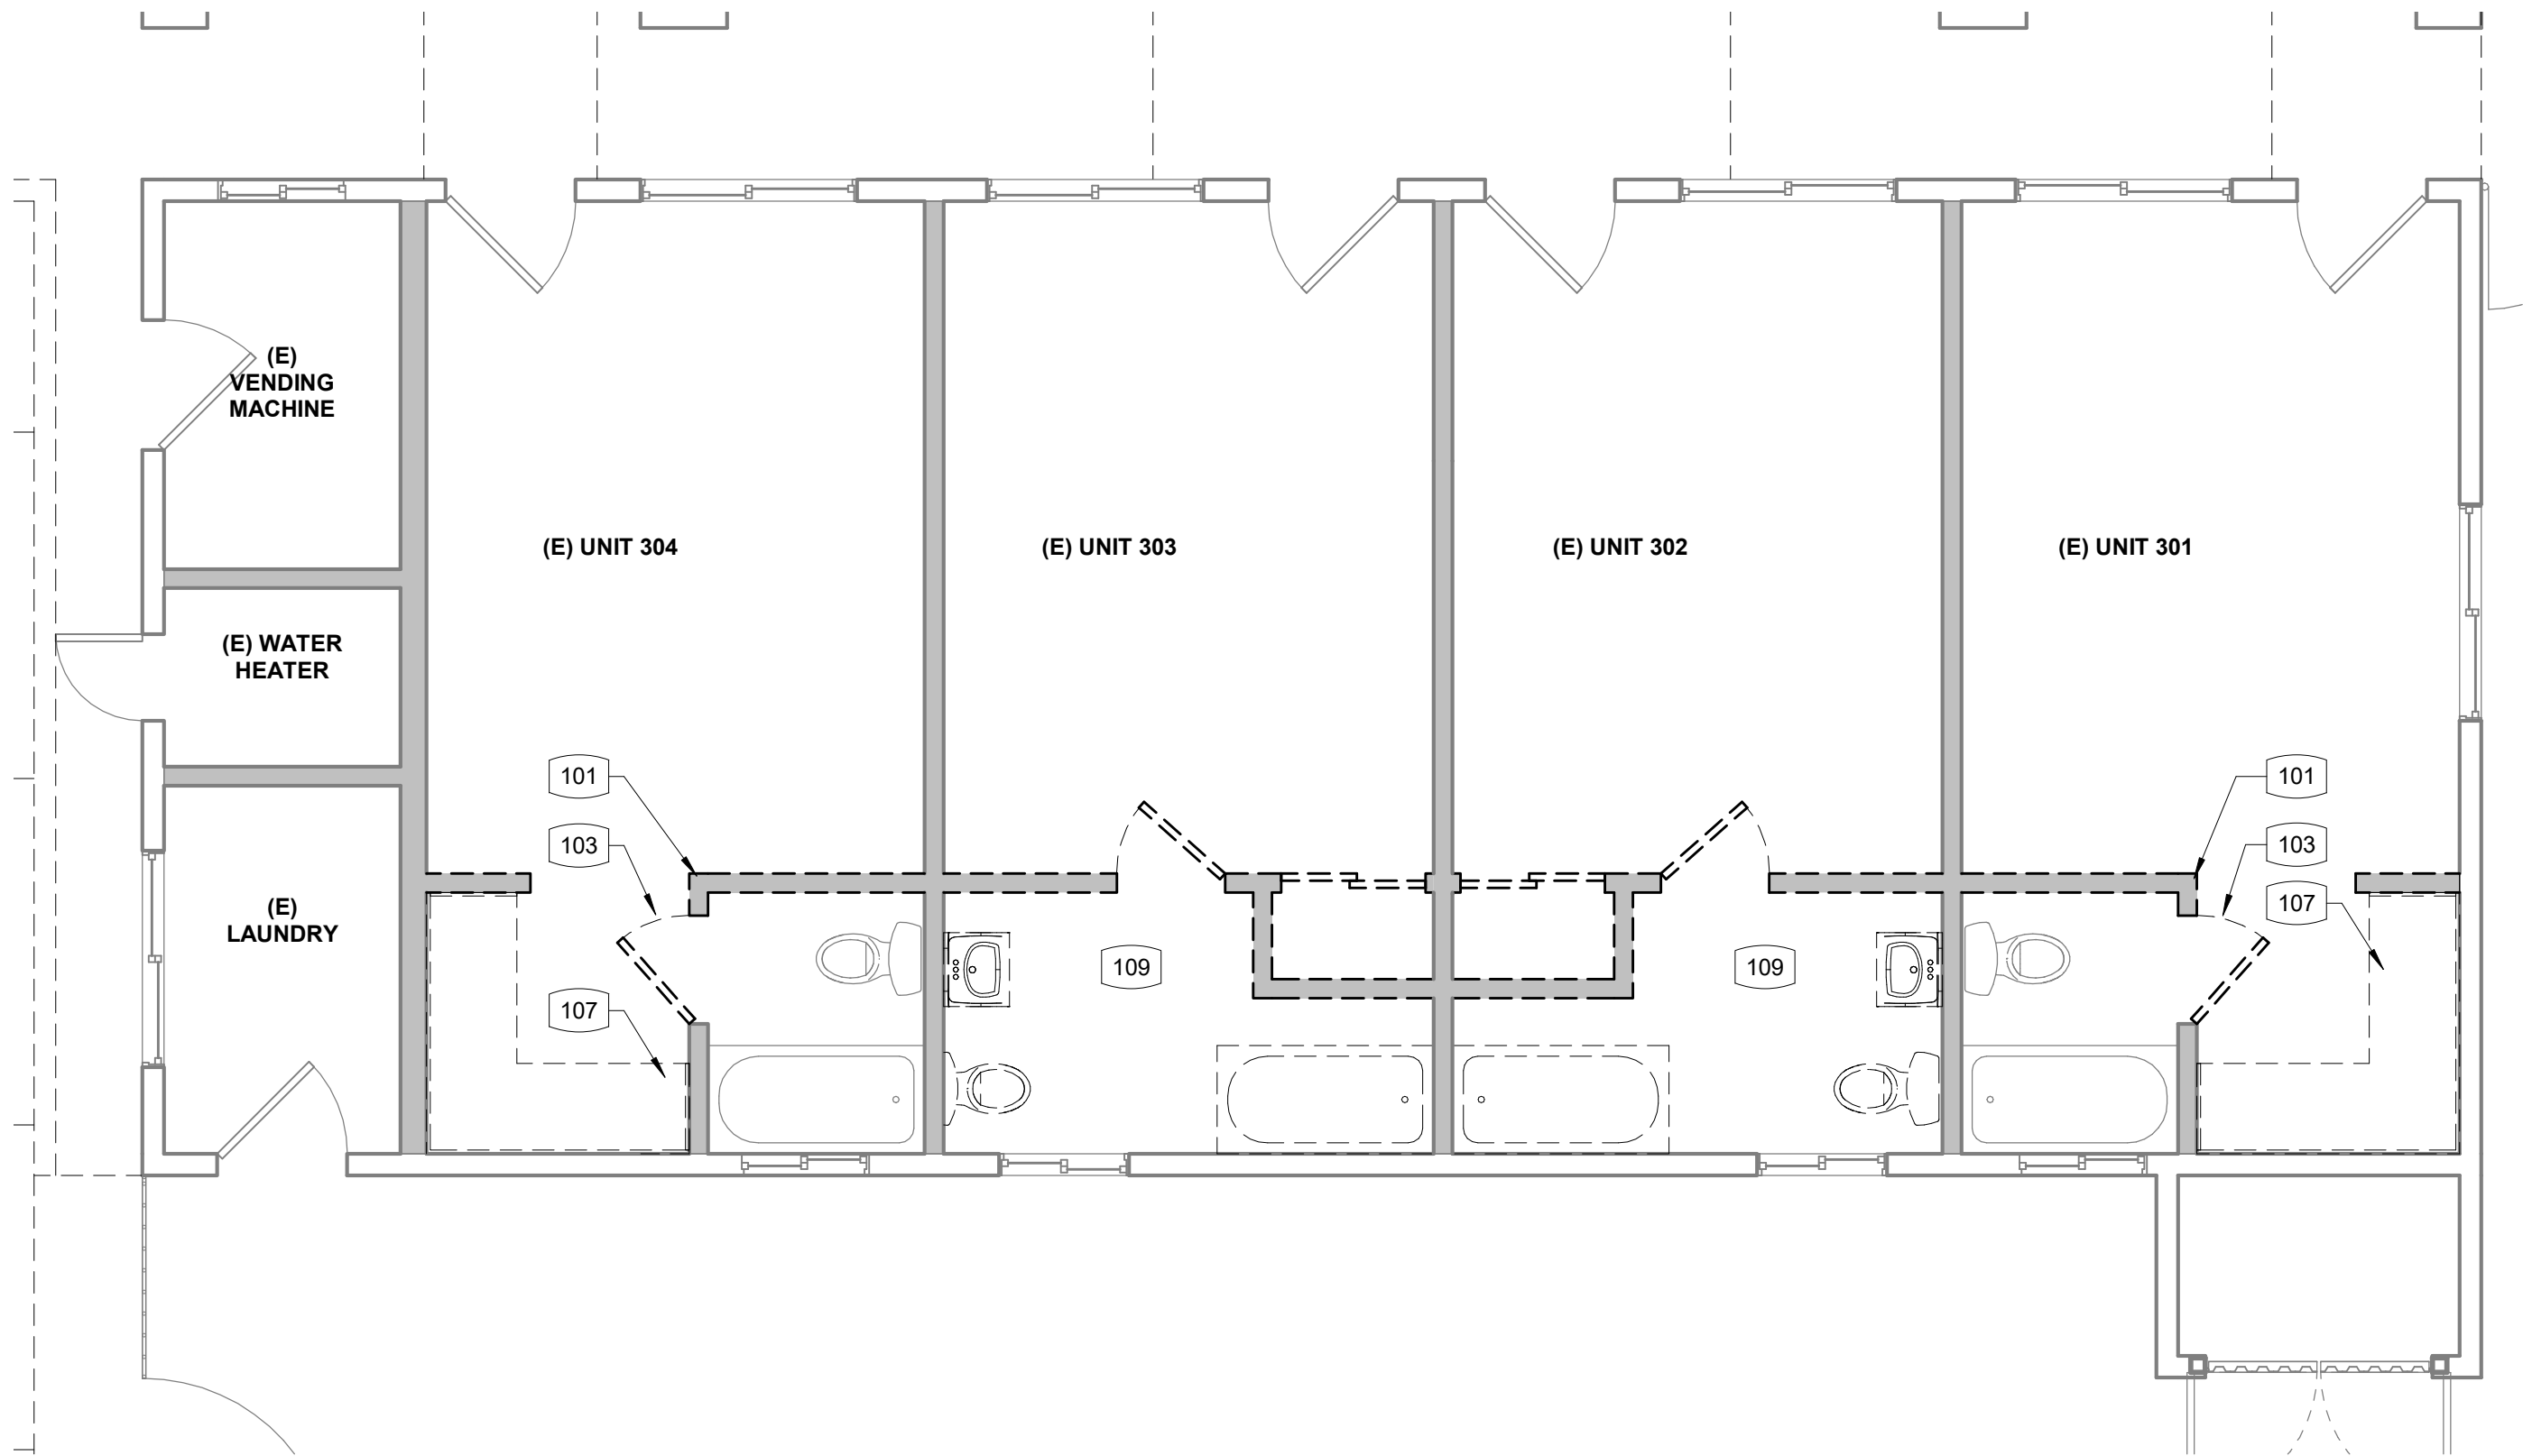 (E)
VENDING
MACHINE
(E) UNIT 304
(E) UNIT 303
(E) UNIT 302
(E) UNIT 301
(E) WATER
HEATER
101
101
103
103
107
(E)
LAUNDRY
109
109
107